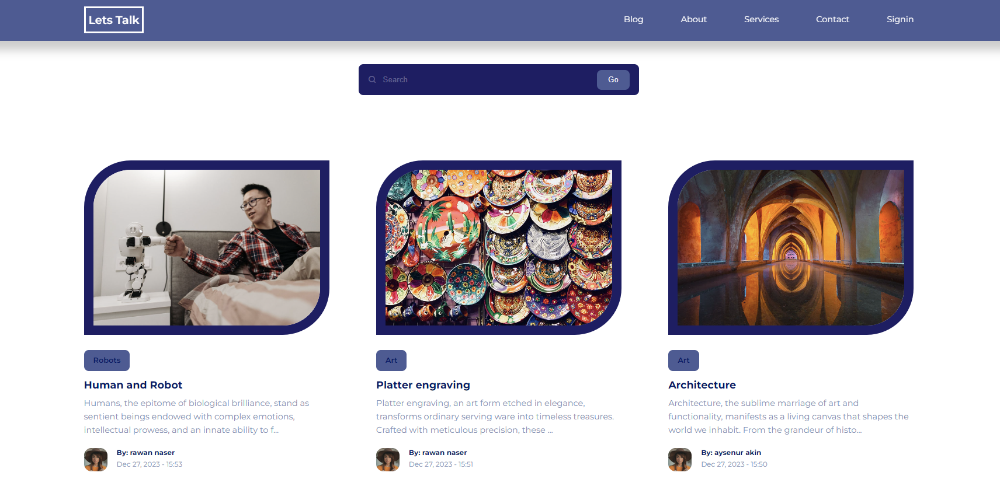 Lets Talk
Blog
About
Services
Contact
Signin
Search
Go
Robots
Human and Robot
Humans, the epitome of biological brilliance, stand as
sentient beings endowed with complex emotions,
intellectual prowess, and an innate ability to f...
By: rawan naser
Dec 27, 2023 - 15:53
Art
Platter engraving
Platter engraving, an art form etched in elegance,
transforms ordinary serving ware into timeless treasures.
Crafted with meticulous precision, these ...
By: rawan naser
Dec 27, 2023 - 15:51
Art
Architecture
Architecture, the sublime marriage of art and
functionality, manifests as a living canvas that shapes the
world we inhabit. From the grandeur of histo...
By: aysenur akin
Dec 27, 2023 - 15:50